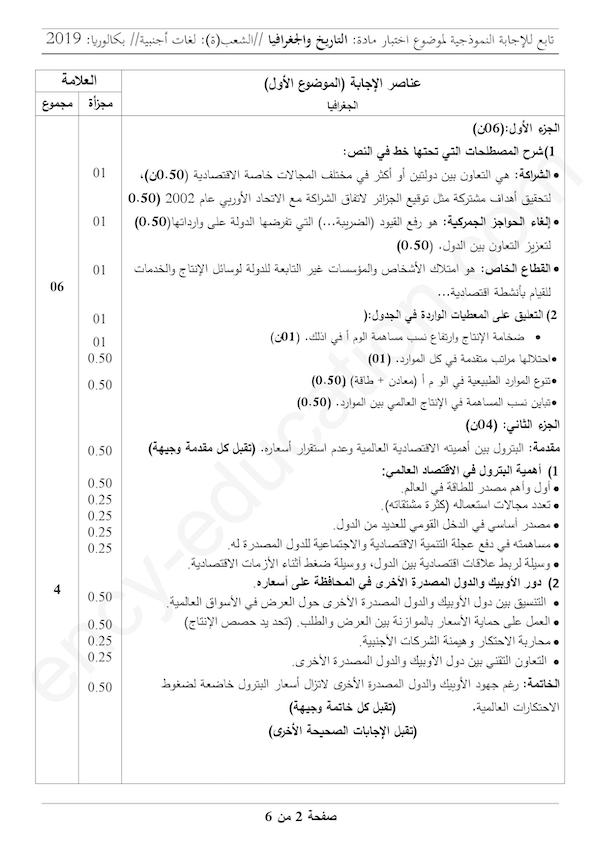 تابع للإجابة النموذجية لموضوع اختبار مادة: التاريخ والجغرافيا //الشعب(ة): لغات أجنبية// بكالوريا: 2019
عناصر الإجابة (الموضوع الأول)
العلامة
الجغرافيا
مجزأة
مجموع
الجزء الأول:(06ن)
1)شرح المصطلحات التي تحتها خط في النص:
• الشراكة: هي التعاون بين دولتين أو أكثر في مختلف المجالات خاصة الاقتصادية (0.50ن)،
01
لتحقيق أهداف مشتركة مثل توقيع الجزائر لاتفاق الشراكة مع الاتحاد الأوربي عام 2002 (0.50
• إلغاء الحواجز الجمركية: هو رفع القيود (الضريبية...) التي تفرضها الدولة على وارداتها(0.50)
01
لتعزيز التعاون بين الدول. (0.50)
• القطاع الخاص: هو امتلاك الأشخاص والمؤسسات غير التابعة للدولة لوسائل الإنتاج والخدمات
01
للقيام بأنشطة اقتصادية...
06
2) التعليق على المعطيات الواردة في الجدول:(
01
• ضخامة الإنتاج وارتفاع نسب مساهمة الوم أ في اذلك. (01ن)
01
•احتلالها مراتب متقدمة في كل الموارد. (01)
0.50
•تنوع الموارد الطبيعية في الو م أ (معادن + طاقة) (0.50)
0.50
•تباين نسب المساهمة في الإنتاج العالمي بين الموارد. (0.50)
الجزء الثاني: (04ن)
مقدمة: البترول بين أهميته الاقتصادية العالمية وعدم استقرار أسعاره. (تقبل كل مقدمة وجيهة)
0.50
1) أهمية البترول في الاقتصاد العالمي:
• أول وأهم مصدر للطاقة في العالم.
0.50
• تعدد مجالات استعماله (كثرة مشتقاته).
0.25
• مصدر أساسي في الدخل القومي للعديد من الدول.
0.25
• مساهمته في دفع عجلة التنمية الاقتصادية والاجتماعية للدول المصدرة له.
0.25
0.25
• وسيلة لربط علاقات اقتصادية بين الدول، ووسيلة ضغط أثناء الأزمات الاقتصادية.
2) دور الأوبيك والدول المصدرة الأخرى في المحافظة على أسعاره.
4
• التنسيق بين دول الأوبيك والدول المصدرة الأخرى حول العرض في الأسواق العالمية.
0.50
• العمل على حماية الأسعار بالموازنة بين العرض والطلب. (تحديد حصص الإنتاج)
0.50
• محاربة الاحتكار وهيمنة الشركات الأجنبية.
0.25
• التعاون التقني بين دول الأوبيك والدول المصدرة الأخرى.
0.25
الخاتمة: رغم جهود الأوبيك والدول المصدرة الأخرى لاتزال أسعار البترول خاضعة لضغوط
0.50
الاحتكارات العالمية. (تقبل كل خاتمة وجيهة)
(تقبل الإجابات الصحيحة الأخرى)
صفحة 2 من 6
ency-education.com